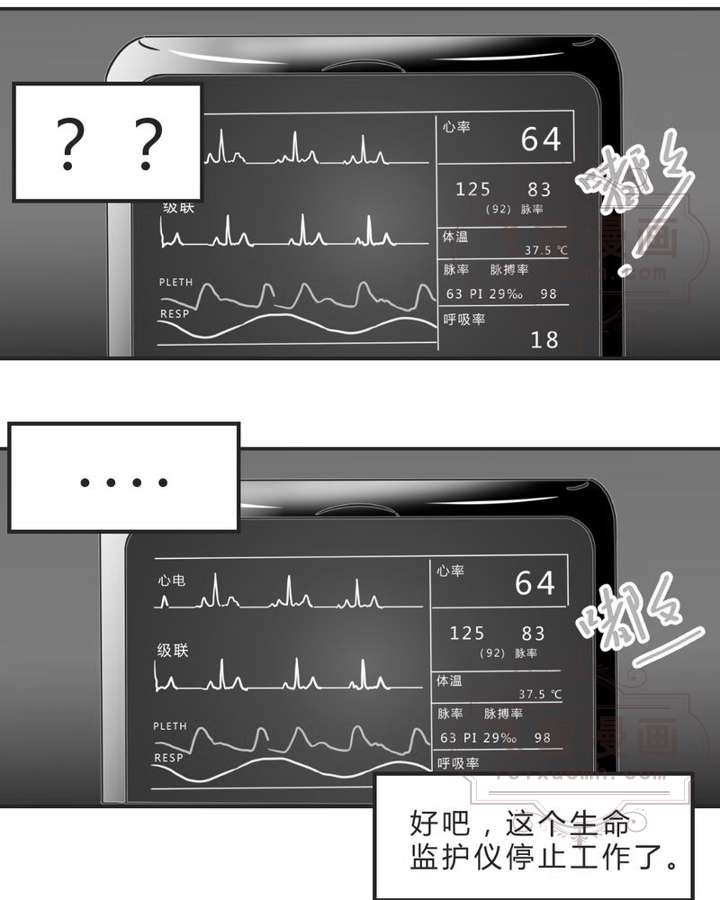 ？ ？
心率
64
125 83
(92) 脉率
级联
体温
37.5 ℃
脉率 脉搏率
PLETH
63 PI 29‰ 98
RESP
呼吸率
18
....
心电
心率
64
125 83
(92) 脉率
级联
体温
37.5 ℃
脉率 脉搏率
PLETH
63 PI 29‰ 98
RESP
呼吸率
嘟
好吧，这个生命
监护仪停止工作了。